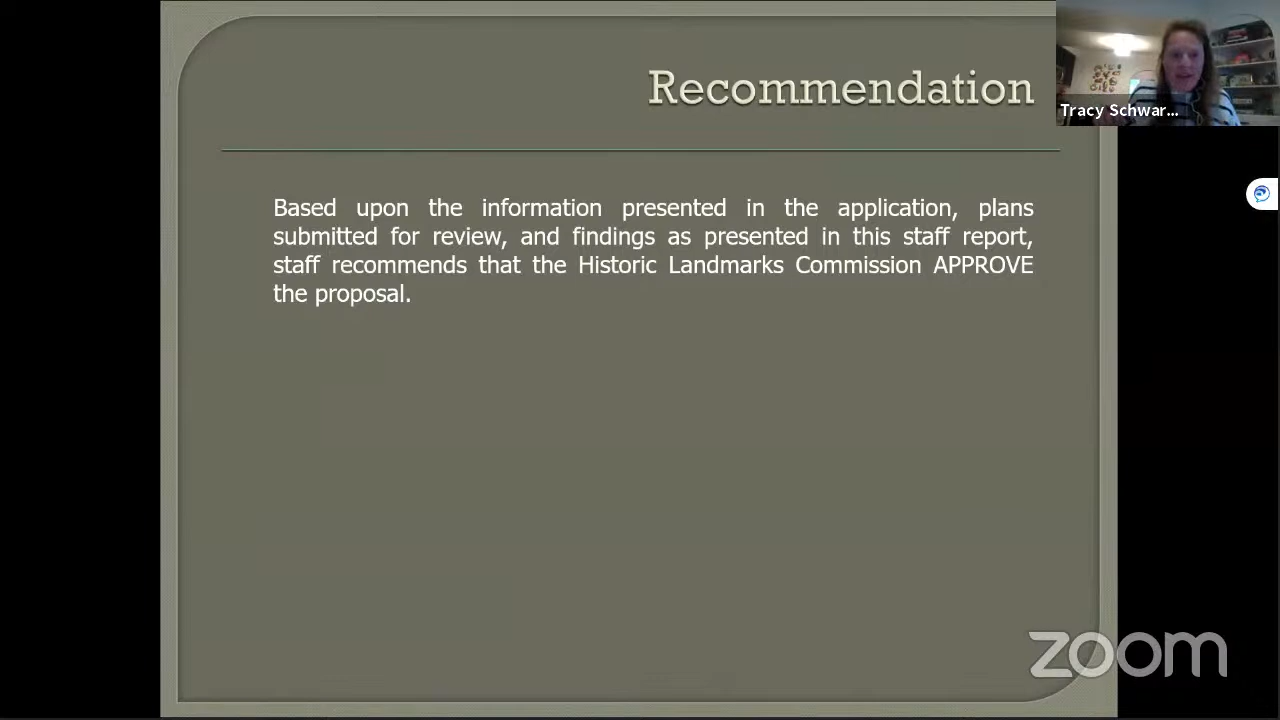 Recommendation
Tracy Schwar...
Based upon the information presented in the application, plans
submitted for review, and findings as presented in this staff report,
staff recommends that the Historic Landmarks Commission APPROVE
the proposal.
zoom